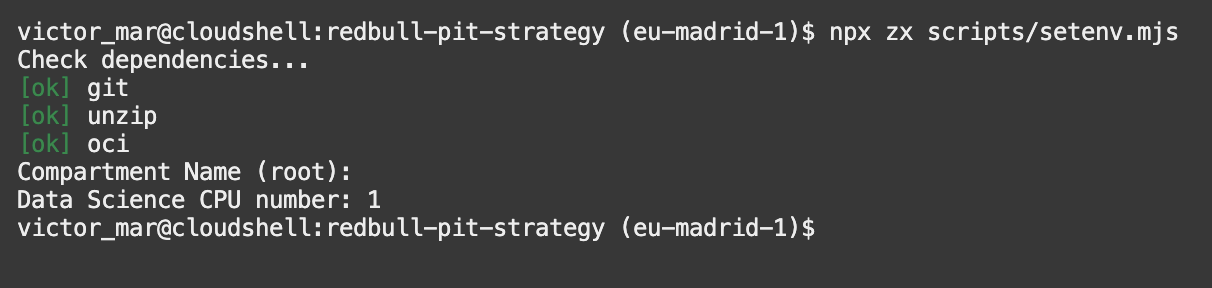 victor_mar@cloudshell:redbull-pit-strategy (eu-madrid-1)$ npx zx scripts/setenv.mjs
Check dependencies...
[ok] git
[ok] unzip
[ok] oci
Compartment Name (root):
Data Science CPU number: 1
victor_mar@cloudshell:redbull-pit-strategy (eu-madrid-1)$